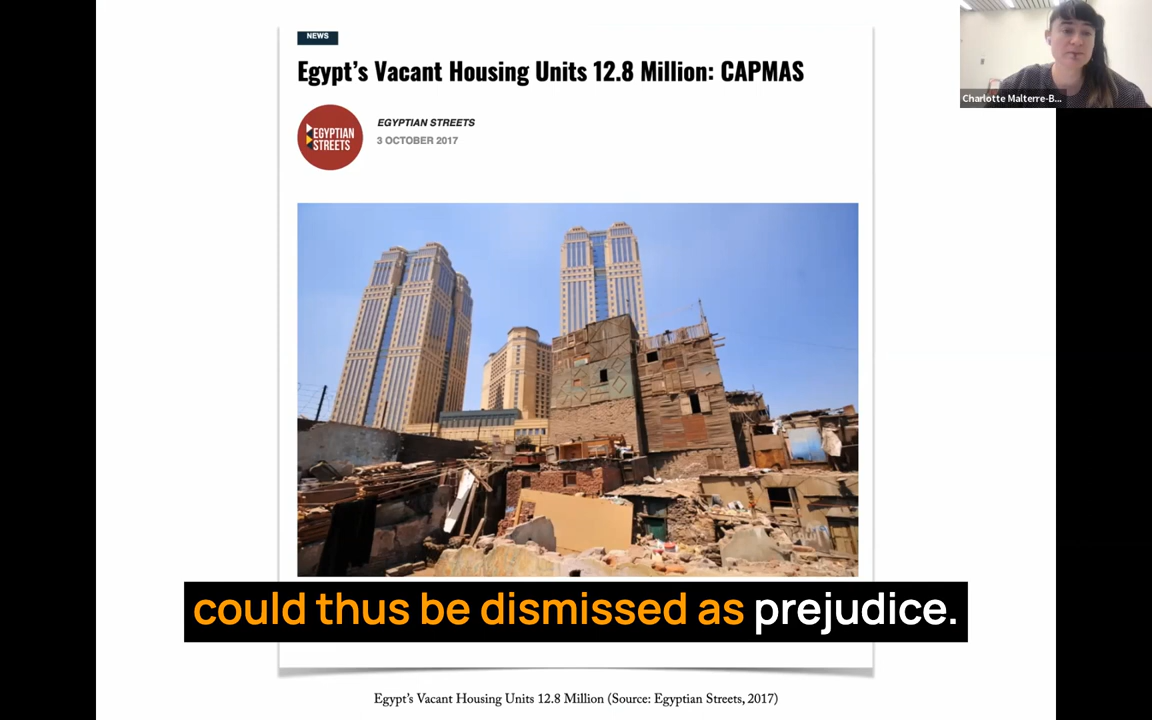 NEWS
Egypt’s Vacant Housing Units 12.8 Million: CAPMAS
EGYPTIAN STREETS
3 OCTOBER 2017
EGYPTIAN
STREETS
Charlotte Malterre-B...
could thus be dismissed as prejudice.
Egypt’s Vacant Housing Units 12.8 Million (Source: Egyptian Streets, 2017)